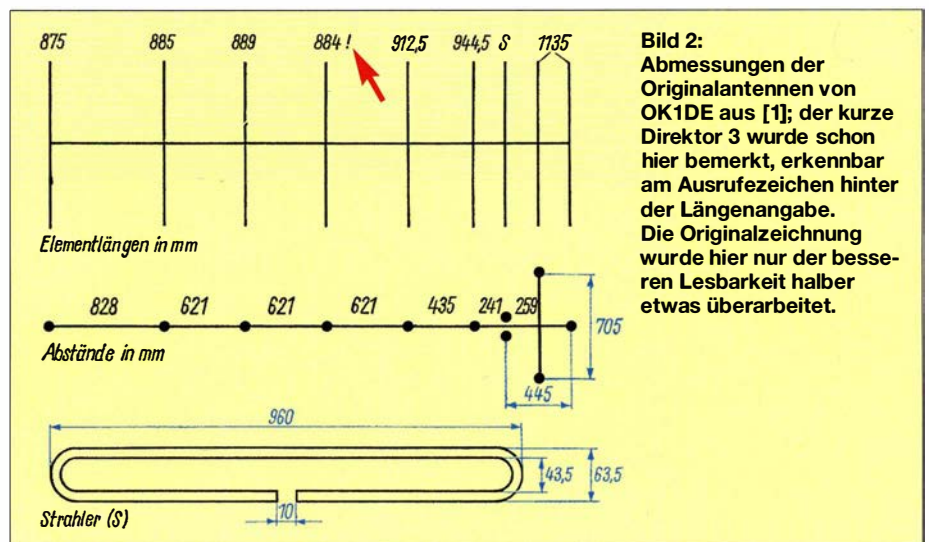 875 885 889 884! 912,5 944,5 S 1135
Elementlängen in mm
828 621 621 621 435 241 259
705
Abstände in mm
445
960
43,5 63,5
10
Strahler (S)
Bild 2:
Abmessungen der
Originalantennen von
OK1DE aus [1]; der kurze
Direktor 3 wurde schon
hier bemerkt, erkennbar
am Ausrufezeichen hinter
der Längenangabe.
Die Originalzeichnung
wurde hier nur der besse-
ren Lesbarkeit halber
etwas überarbeitet.